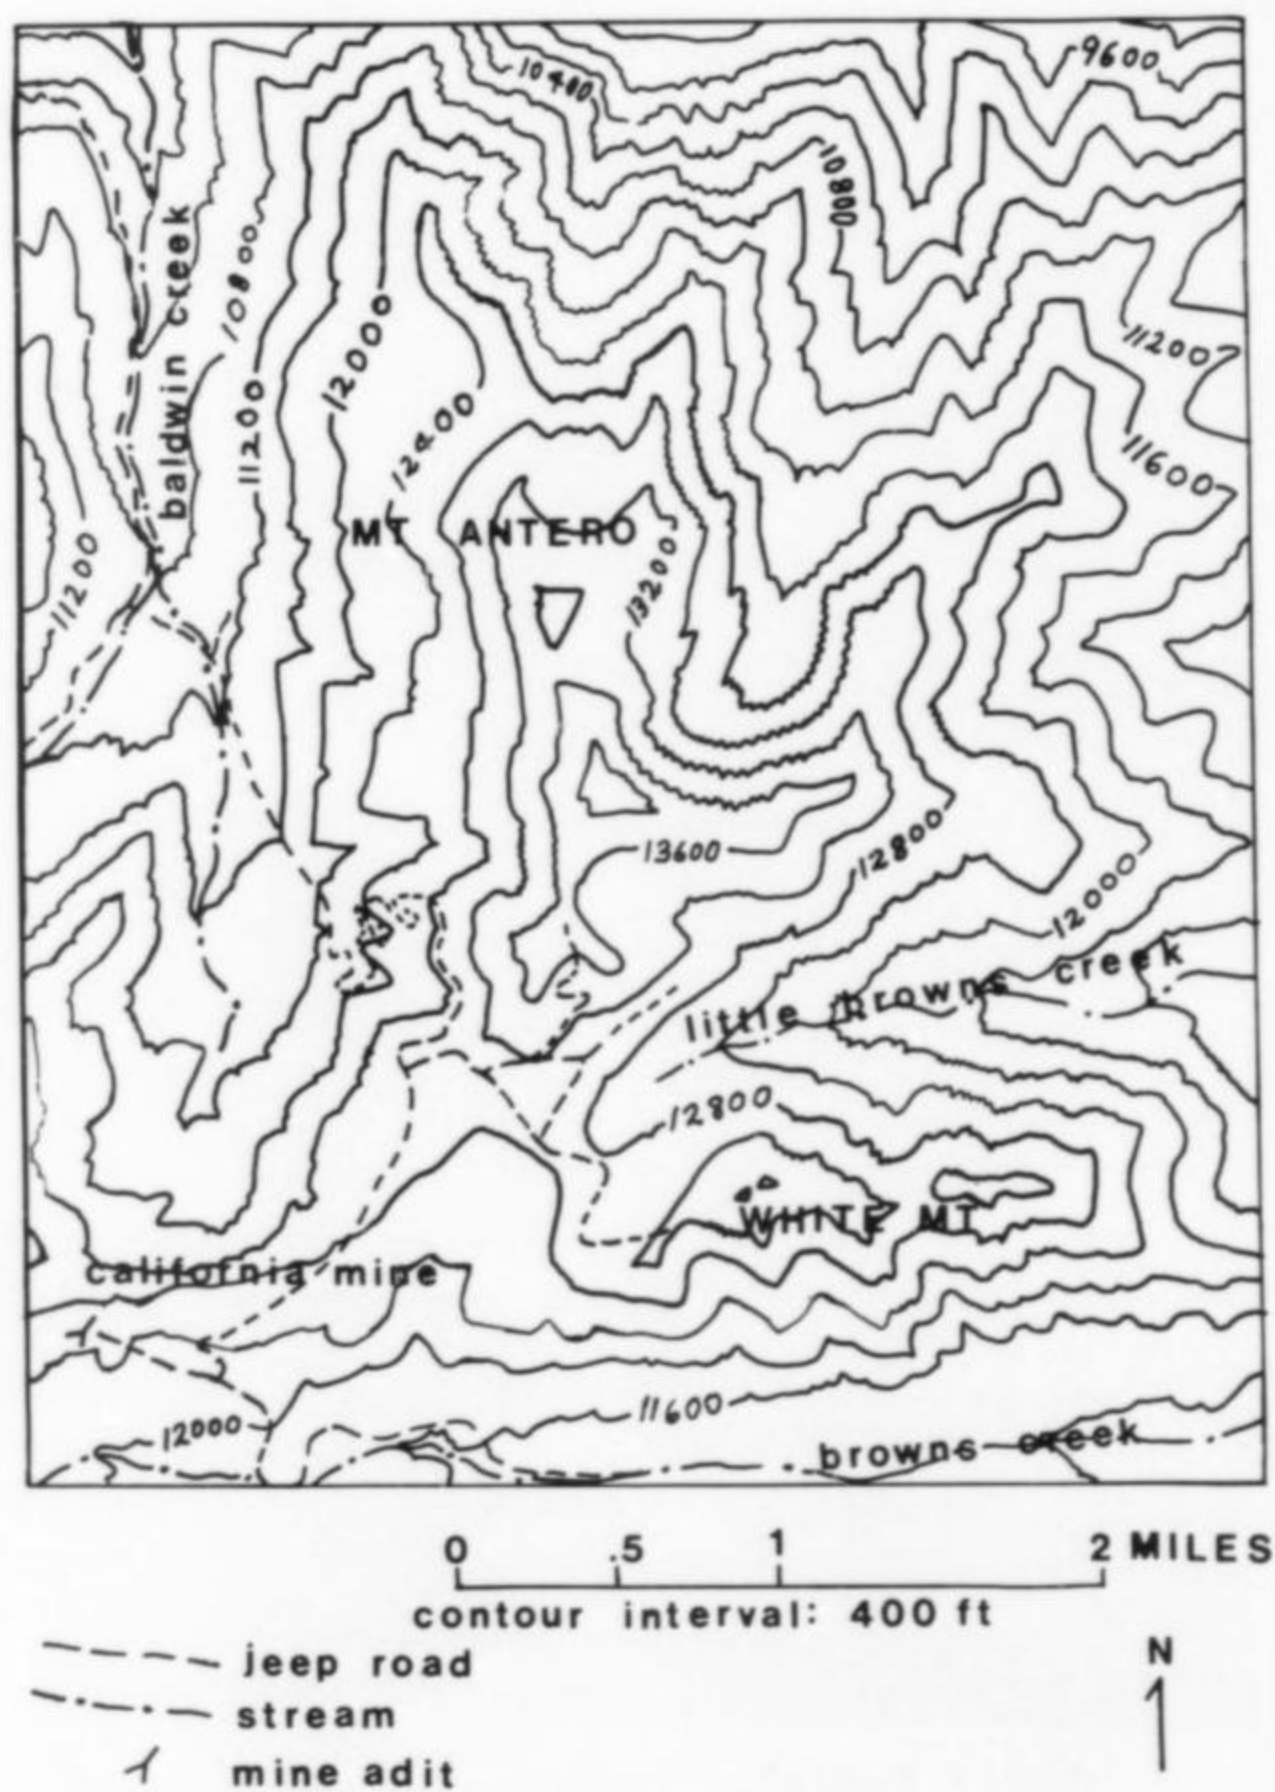 9600
10400
10800
baldwin creek
10800
12000
11200
11200
12400
11600
MT ANTERO
11200
13200
13600
12800
12000
little browns creek
12800
WHITE MT
california mine
11600
12000
browns creek
0 .5 1 2 MILES
contour interval: 400 ft
N
jeep road
stream
mine adit